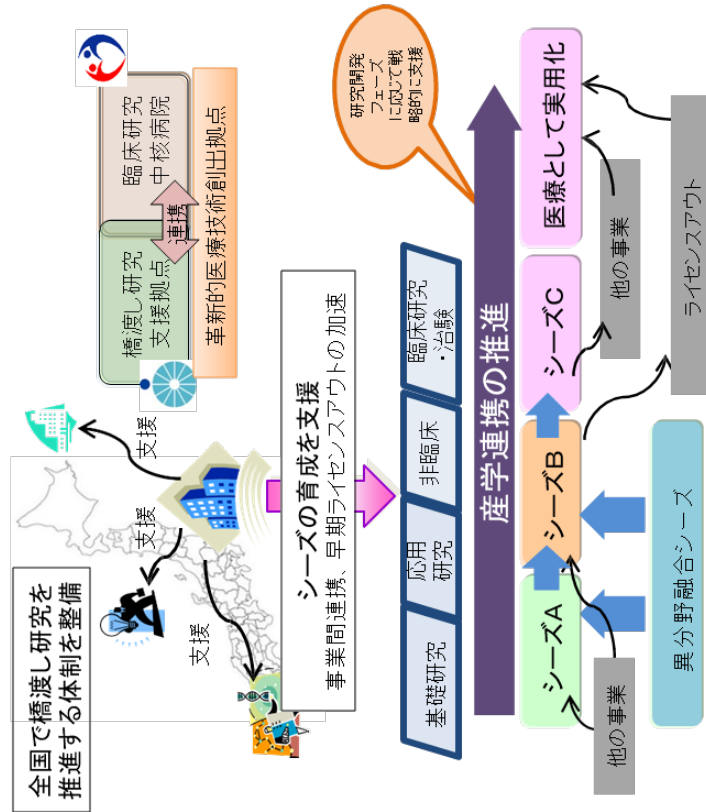 全国で橋渡し研究を
推進する体制を整備
支援
支援
支援
橋渡し研究
支援拠点
連携
臨床研究
中核病院
革新的医療技術創出拠点
シーズの育成を支援
事業間連携、早期ライセンスアウトの加速
研究開発
フェーズ
に応じて戦
略的に支援
基礎研究
応用
研究
非臨床
臨床研究
・治験
産学連携の推進
シーズA
シーズB
シーズC
医療として実用化
他の事業
他の事業
異分野融合シーズ
ライセンスアウト